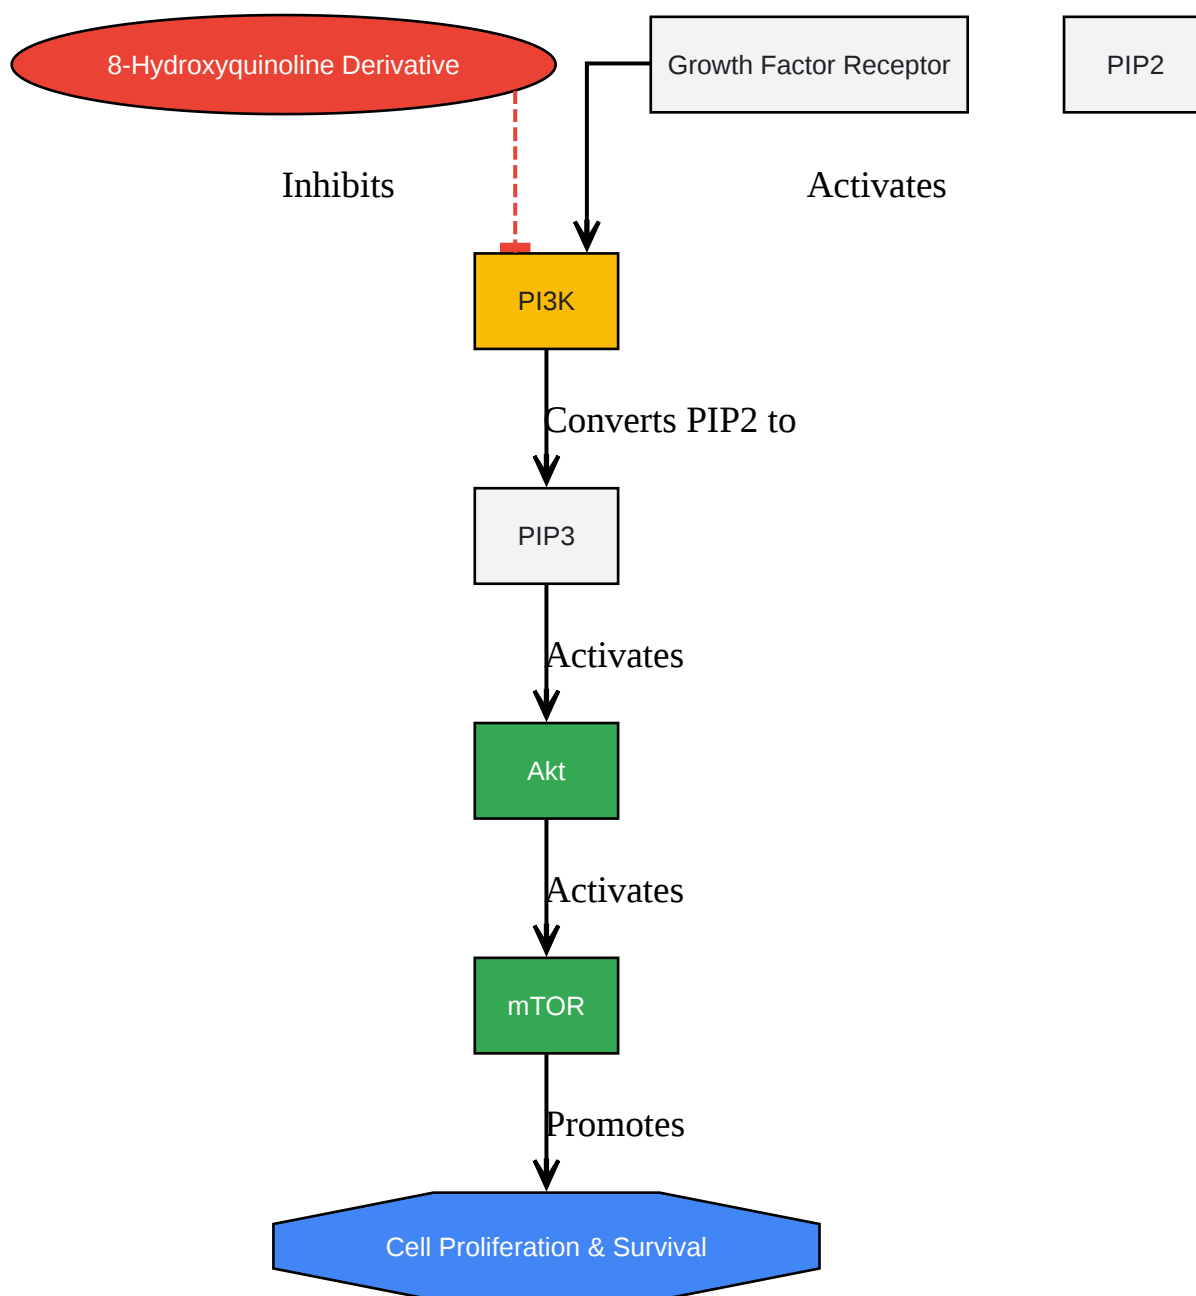 8-Hydroxyquinoline Derivative
Growth Factor Receptor
PIP2
Inhibits
Activates
PI3K
Converts PIP2 to
PIP3
Activates
Akt
Activates
mTOR
Promotes
Cell Proliferation & Survival